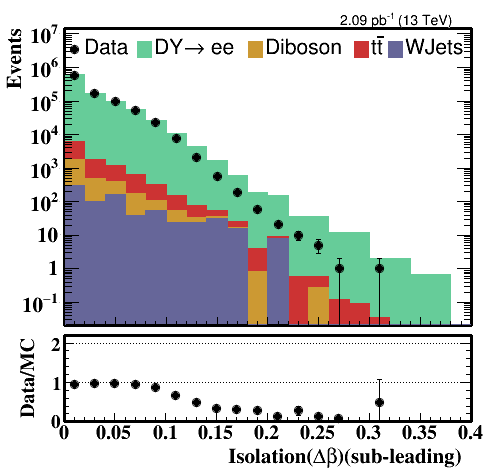 2.09 pb⁻¹ (13 TeV)
Events
10⁷
10⁶
10⁵
10⁴
10³
10²
10
1
10⁻¹
Data DY→ ee Diboson tt̄ WJets
Data/MC
2
1
0
0 0.05 0.1 0.15 0.2 0.25 0.3 0.35 0.4
Isolation(Δβ)(sub-leading)